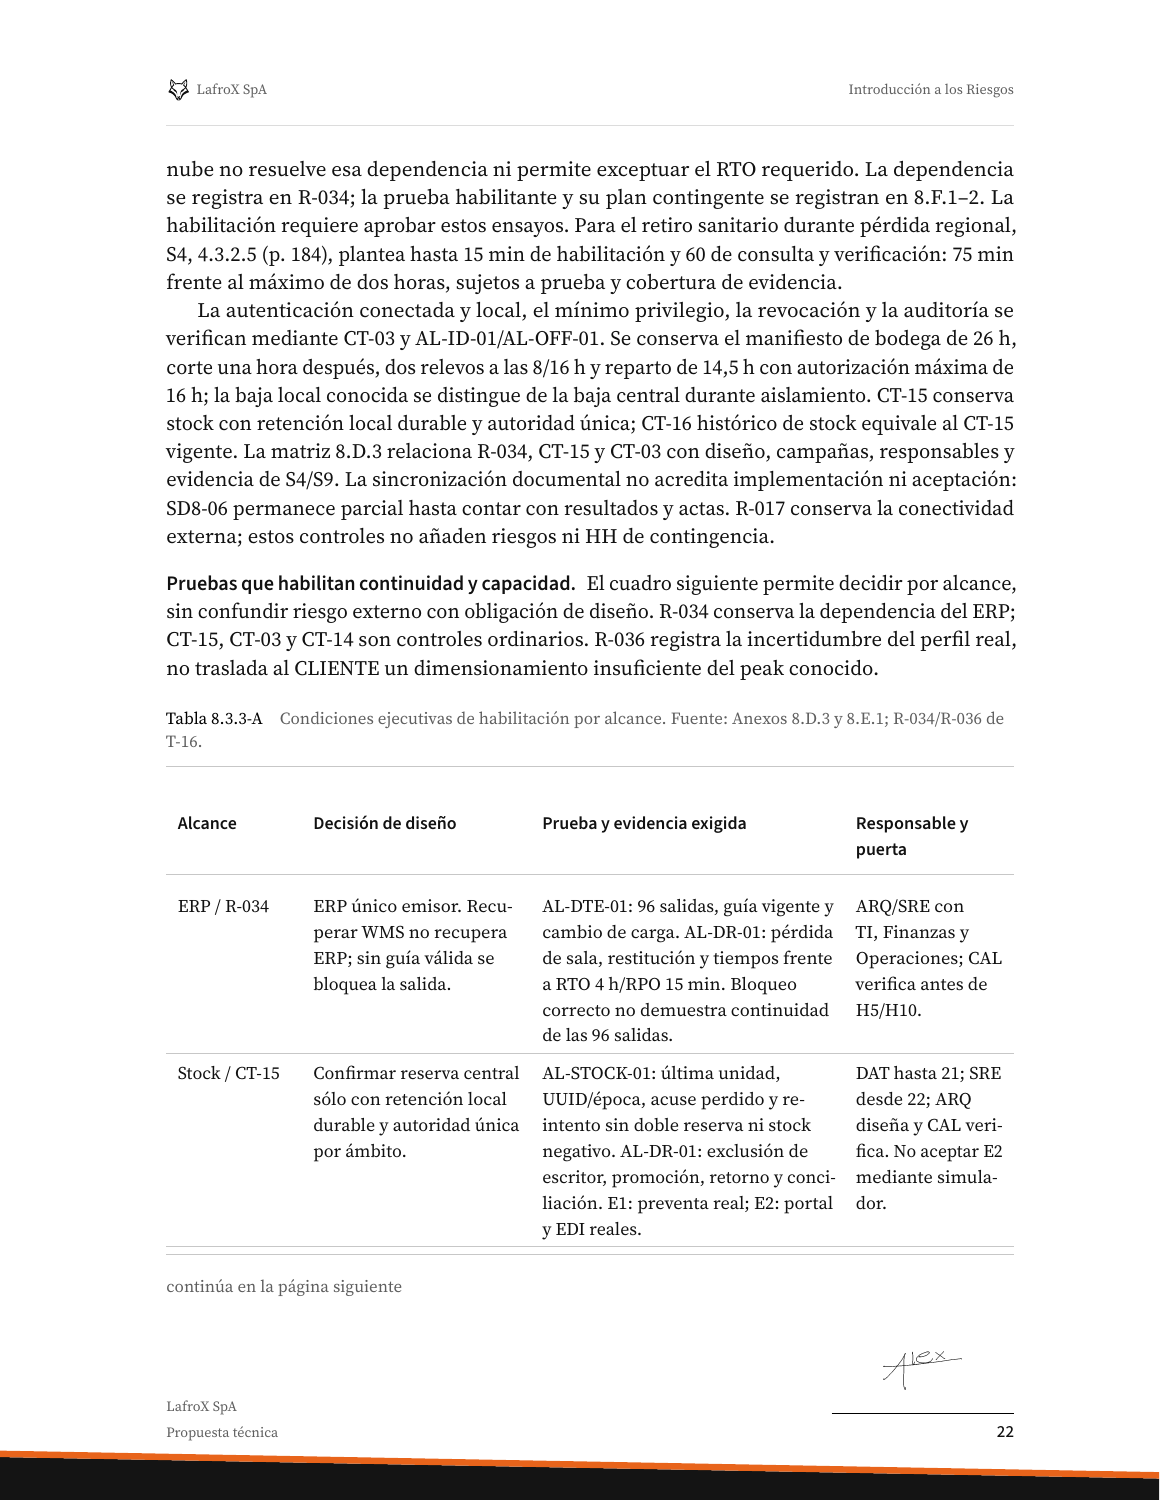 LafroX SpA
Introducción a los Riesgos
nube no resuelve esa dependencia ni permite exceptuar el RTO requerido. La dependencia
se registra en R-034; la prueba habilitante y su plan contingente se registran en 8.F.1–2. La
habilitación requiere aprobar estos ensayos. Para el retiro sanitario durante pérdida regional,
S4, 4.3.2.5 (p. 184), plantea hasta 15 min de habilitación y 60 de consulta y verificación: 75 min
frente al máximo de dos horas, sujetos a prueba y cobertura de evidencia.
La autenticación conectada y local, el mínimo privilegio, la revocación y la auditoría se
verifican mediante CT-03 y AL-ID-01/AL-OFF-01. Se conserva el manifiesto de bodega de 26 h,
corte una hora después, dos relevos a las 8/16 h y reparto de 14,5 h con autorización máxima de
16 h; la baja local conocida se distingue de la baja central durante aislamiento. CT-15 conserva
stock con retención local durable y autoridad única; CT-16 histórico de stock equivale al CT-15
vigente. La matriz 8.D.3 relaciona R-034, CT-15 y CT-03 con diseño, campañas, responsables y
evidencia de S4/S9. La sincronización documental no acredita implementación ni aceptación:
SD8-06 permanece parcial hasta contar con resultados y actas. R-017 conserva la conectividad
externa; estos controles no añaden riesgos ni HH de contingencia.
Pruebas que habilitan continuidad y capacidad. El cuadro siguiente permite decidir por alcance,
sin confundir riesgo externo con obligación de diseño. R-034 conserva la dependencia del ERP;
CT-15, CT-03 y CT-14 son controles ordinarios. R-036 registra la incertidumbre del perfil real,
no traslada al CLIENTE un dimensionamiento insuficiente del peak conocido.
Tabla 8.3.3-A Condiciones ejecutivas de habilitación por alcance. Fuente: Anexos 8.D.3 y 8.E.1; R-034/R-036 de
T-16.
Alcance
Decisión de diseño
Prueba y evidencia exigida
Responsable y
puerta
ERP / R-034
ERP único emisor. Recu-
perar WMS no recupera
ERP; sin guía válida se
bloquea la salida.
AL-DTE-01: 96 salidas, guía vigente y
cambio de carga. AL-DR-01: pérdida
de sala, restitución y tiempos frente
a RTO 4 h/RPO 15 min. Bloqueo
correcto no demuestra continuidad
de las 96 salidas.
ARQ/SRE con
TI, Finanzas y
Operaciones; CAL
verifica antes de
H5/H10.
Stock / CT-15
Confirmar reserva central
sólo con retención local
durable y autoridad única
por ámbito.
AL-STOCK-01: última unidad,
UUID/época, acuse perdido y re-
intento sin doble reserva ni stock
negativo. AL-DR-01: exclusión de
escritor, promoción, retorno y conci-
liación. E1: preventa real; E2: portal
y EDI reales.
DAT hasta 21; SRE
desde 22; ARQ
diseña y CAL veri-
fica. No aceptar E2
mediante simula-
dor.
continúa en la página siguiente
Alex
LafroX SpA
Propuesta técnica
22